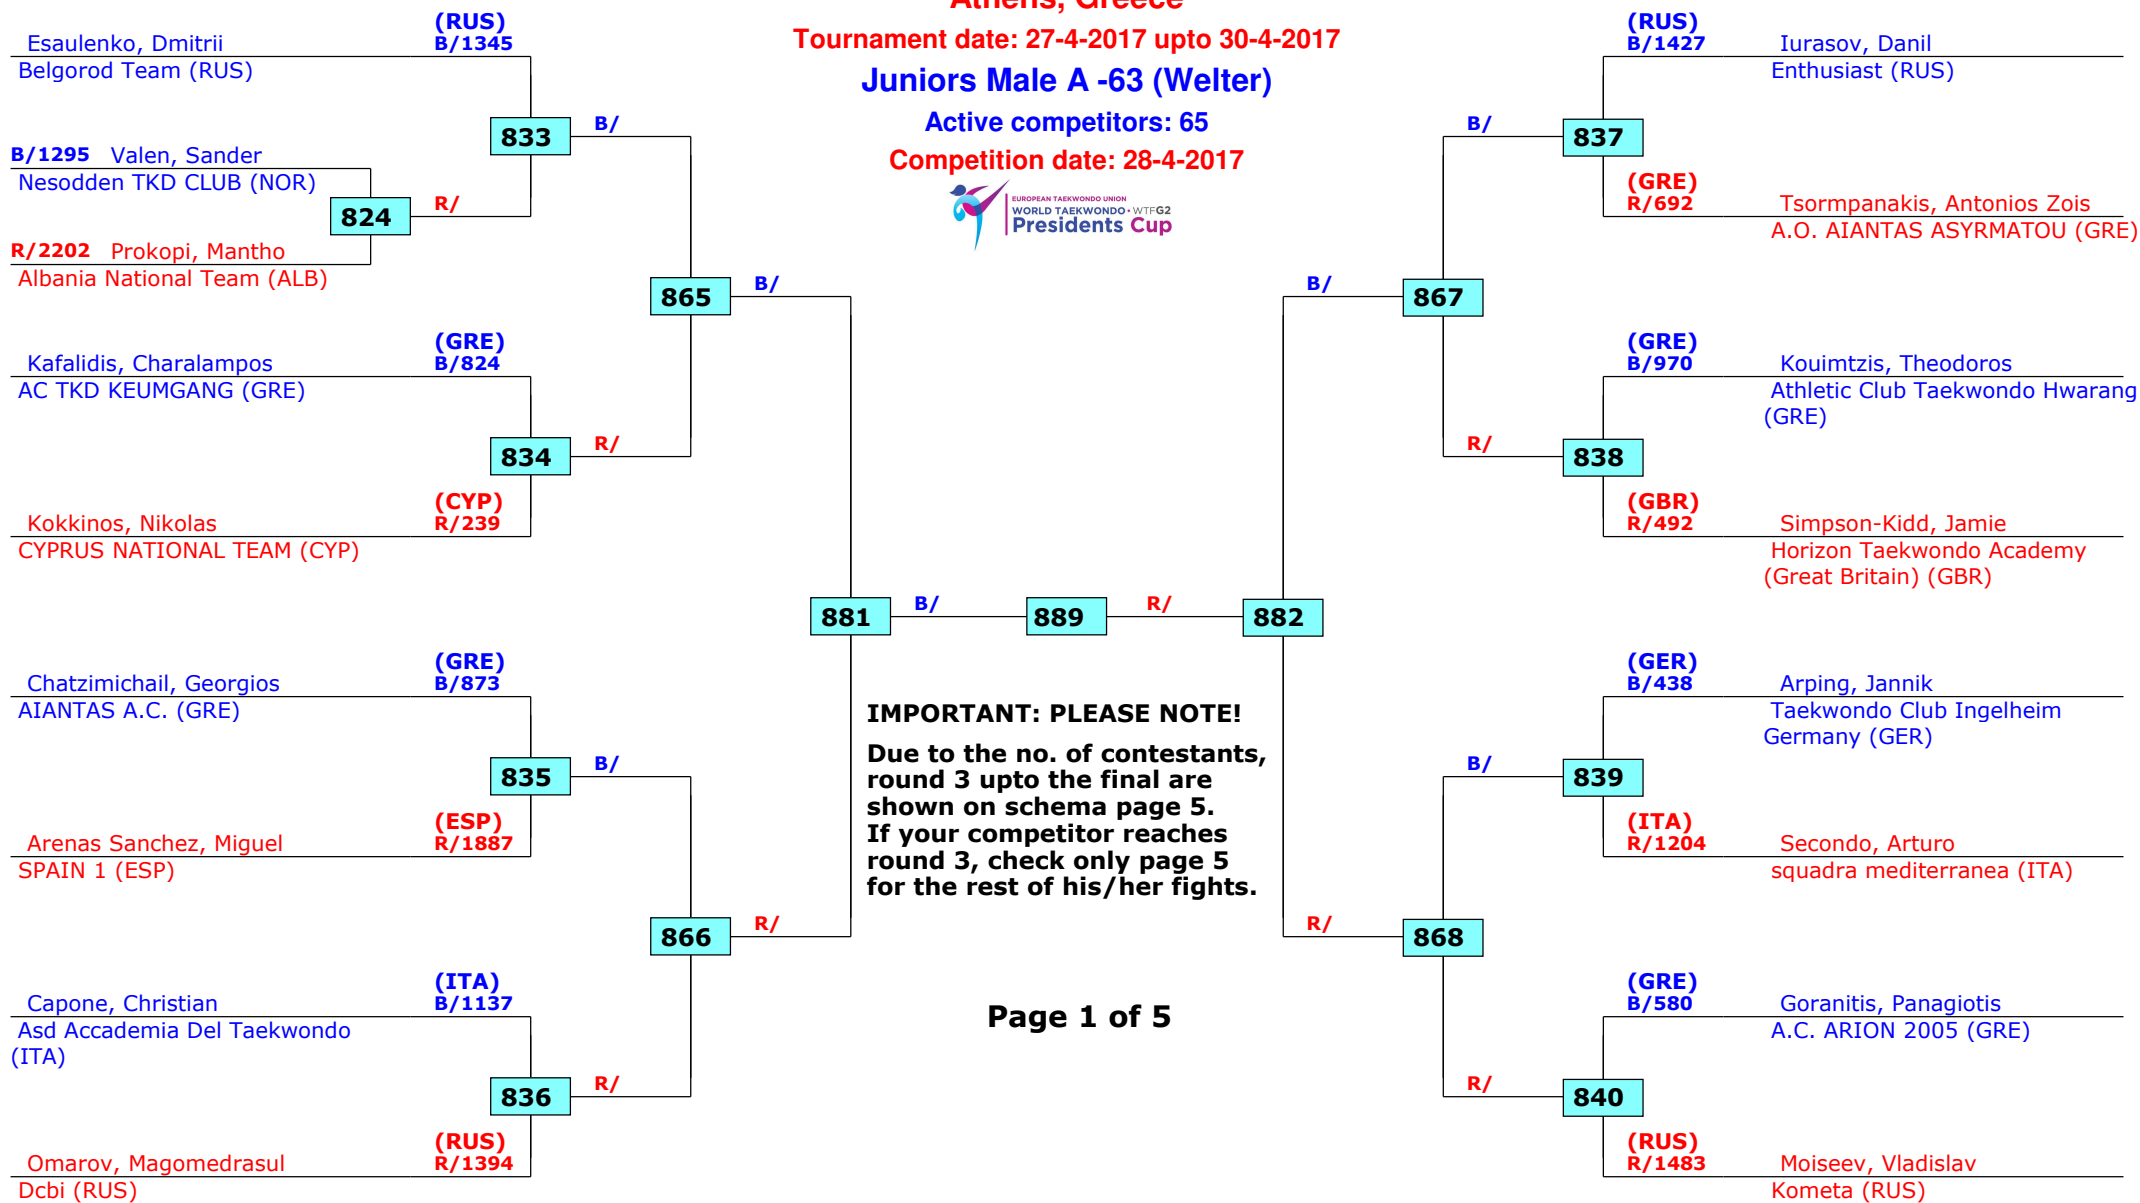 Athens, Greece
Tournament date: 27-4-2017 upto 30-4-2017
Juniors Male A -63 (Welter)
Active competitors: 65
Competition date: 28-4-2017
EUROPEAN TAEKWONDO UNION
WORLD TAEKWONDO • WTF G2
Presidents Cup
(RUS)
Esaulenko, Dmitrii B/1345
Belgorod Team (RUS)
833 B/
B/1295 Valen, Sander
Nesodden TKD CLUB (NOR)
824 R/
R/2202 Prokopi, Mantho
Albania National Team (ALB)
865 B/
(GRE)
Kafalidis, Charalampos B/824
AC TKD KEUMGANG (GRE)
834 R/
(CYP)
Kokkinos, Nikolas R/239
CYPRUS NATIONAL TEAM (CYP)
881 B/ 889 R/ 882
(GRE)
Chatzimichail, Georgios B/873
AIANTAS A.C. (GRE)
835 B/
(ESP)
Arenas Sanchez, Miguel R/1887
SPAIN 1 (ESP)
866 R/
(ITA)
Capone, Christian B/1137
Asd Accademia Del Taekwondo
(ITA)
836 R/
(RUS)
Omarov, Magomedrasul R/1394
Dcbi (RUS)
IMPORTANT: PLEASE NOTE!
Due to the no. of contestants,
round 3 upto the final are
shown on schema page 5.
If your competitor reaches
round 3, check only page 5
for the rest of his/her fights.
Page 1 of 5
(RUS)
B/1427 Iurasov, Danil
Enthusiast (RUS)
B/ 837
(GRE)
R/692 Tsormpanakis, Antonios Zois
A.O. AIANTAS ASYRMATOU (GRE)
B/ 867
(GRE)
B/970 Kouimtzis, Theodoros
Athletic Club Taekwondo Hwarang
(GRE)
R/ 838
(GBR)
R/492 Simpson-Kidd, Jamie
Horizon Taekwondo Academy
(Great Britain) (GBR)
(GER)
B/438 Arping, Jannik
Taekwondo Club Ingelheim
Germany (GER)
B/ 839
(ITA)
R/1204 Secondo, Arturo
squadra mediterranea (ITA)
R/ 868
(GRE)
B/580 Goranitis, Panagiotis
A.C. ARION 2005 (GRE)
R/ 840
(RUS)
R/1483 Moiseev, Vladislav
Kometa (RUS)